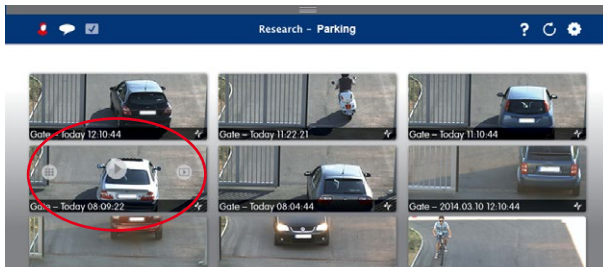 Research – Parking ?
Gate – Today 12:10:44
Gate – Today 11:22:21
Gate – Today 11:10:44
Gate – Today 08:09:22
Gate – Today 08:04:44
Gate – 2014.03.10 12:10:44